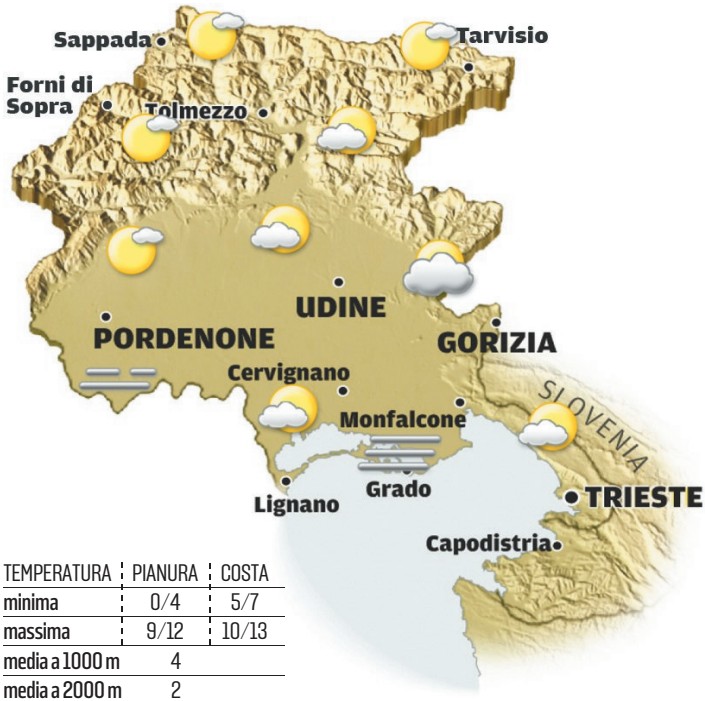 Sappada
Tarvisio
Forni di
Sopra
Tolmezzo
UDINE
PORDENONE
GORIZIA
Cervignano
SLOVENIA
Monfalcone
Grado
Lignano
TRIESTE
Capodistria
TEMPERATURA PIANURA COSTA
minima 0/4 5/7
massima 9/12 10/13
media a 1000 m 4
media a 2000 m 2